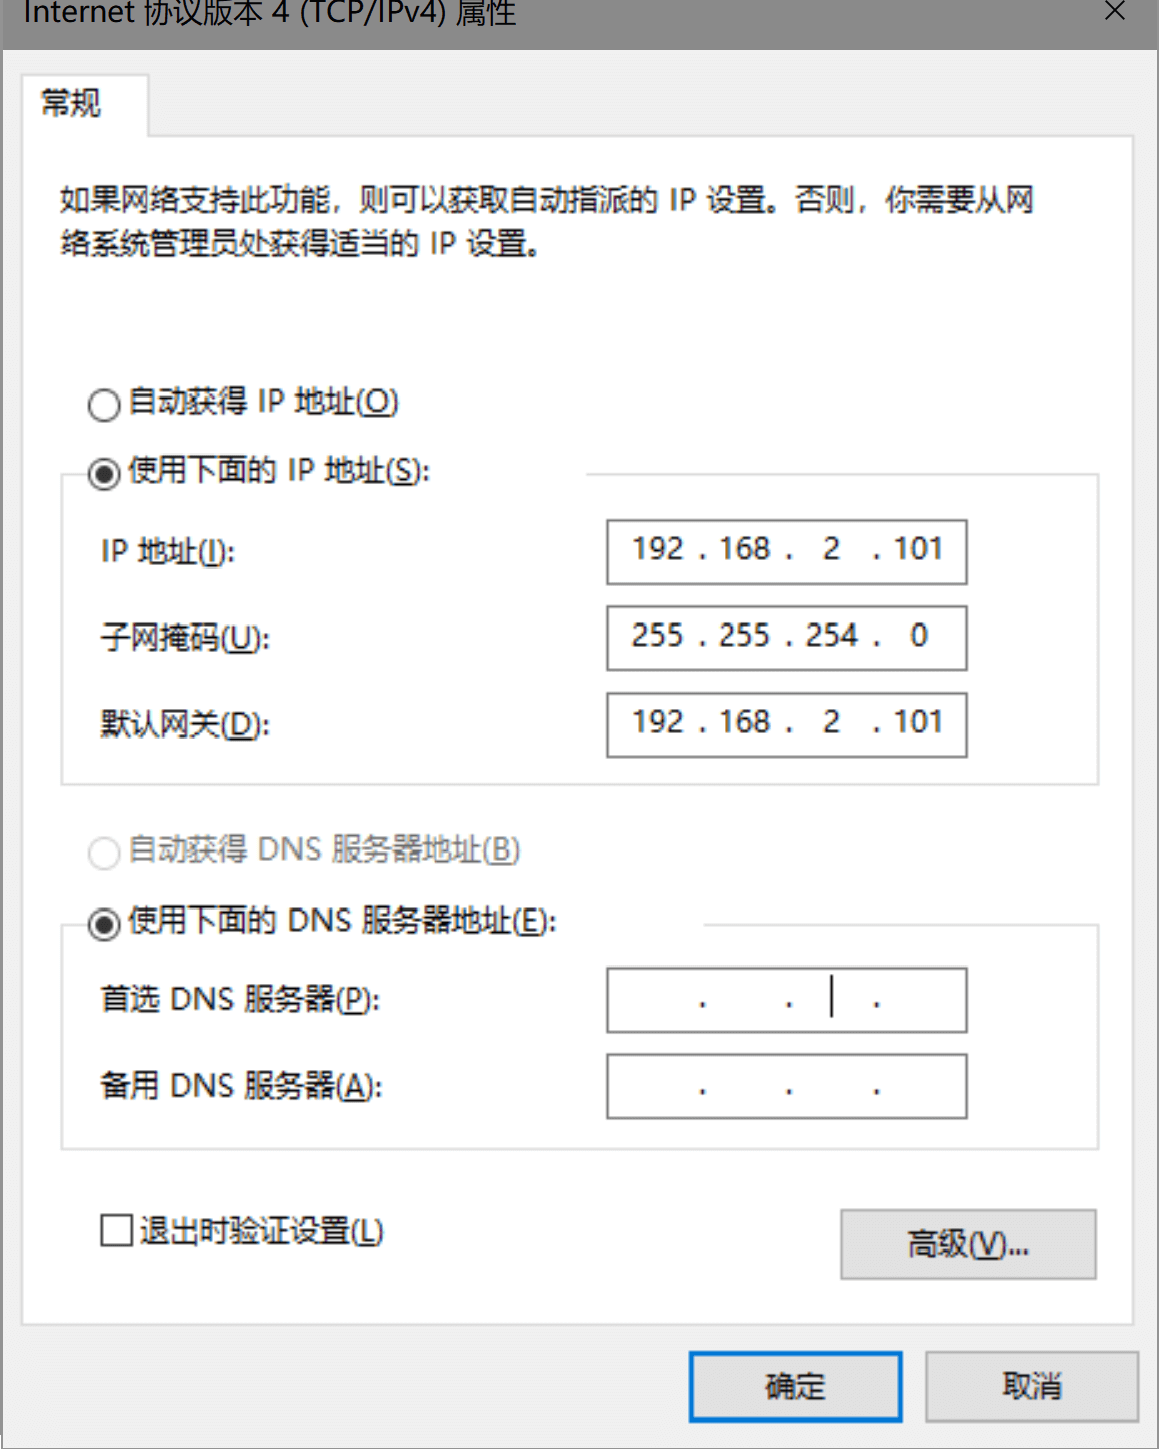 Internet 协议版本 4 (TCP/IPv4) 属性
常规
如果网络支持此功能，则可以获取自动指派的 IP 设置。否则，你需要从网
络系统管理员处获得适当的 IP 设置。
自动获得 IP 地址(O)
使用下面的 IP 地址(S):
IP 地址(I): 192 . 168 . 2 . 101
子网掩码(U): 255 . 255 . 254 . 0
默认网关(D): 192 . 168 . 2 . 101
自动获得 DNS 服务器地址(B)
使用下面的 DNS 服务器地址(E):
首选 DNS 服务器(P): . . .
备用 DNS 服务器(A): . . .
退出时验证设置(L)
高级(V)...
确定 取消